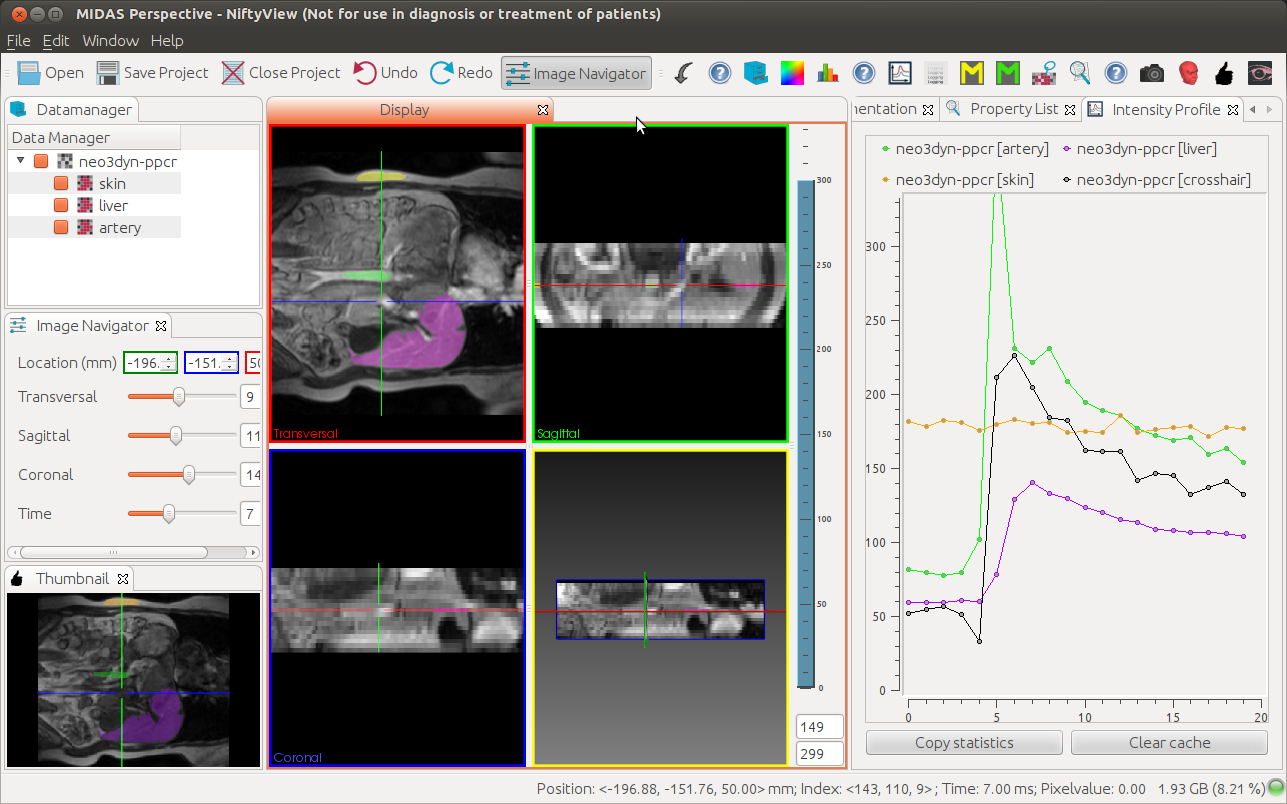 MIDAS Perspective - NiftyView (Not for use in diagnosis or treatment of patients)
File Edit Window Help
Open Save Project Close Project Undo Redo Image Navigator
Datamanager
Data Manager
neo3dyn-ppcr
skin
liver
artery
Image Navigator
Location (mm) -196. -151. 50
Transversal 9
Sagittal 11
Coronal 14
Time 7
Thumbnail
Display
Transversal
Sagittal
Coronal
300
250
200
150
100
50
0
149
299
mentation Property List Intensity Profile
neo3dyn-ppcr [artery] neo3dyn-ppcr [liver]
neo3dyn-ppcr [skin] neo3dyn-ppcr [crosshair]
300
250
200
150
100
50
0
0 5 10 15 20
Copy statistics Clear cache
Position: <-196.88, -151.76, 50.00> mm; Index: <143, 110, 9> ; Time: 7.00 ms; Pixelvalue: 0.00 1.93 GB (8.21 %)